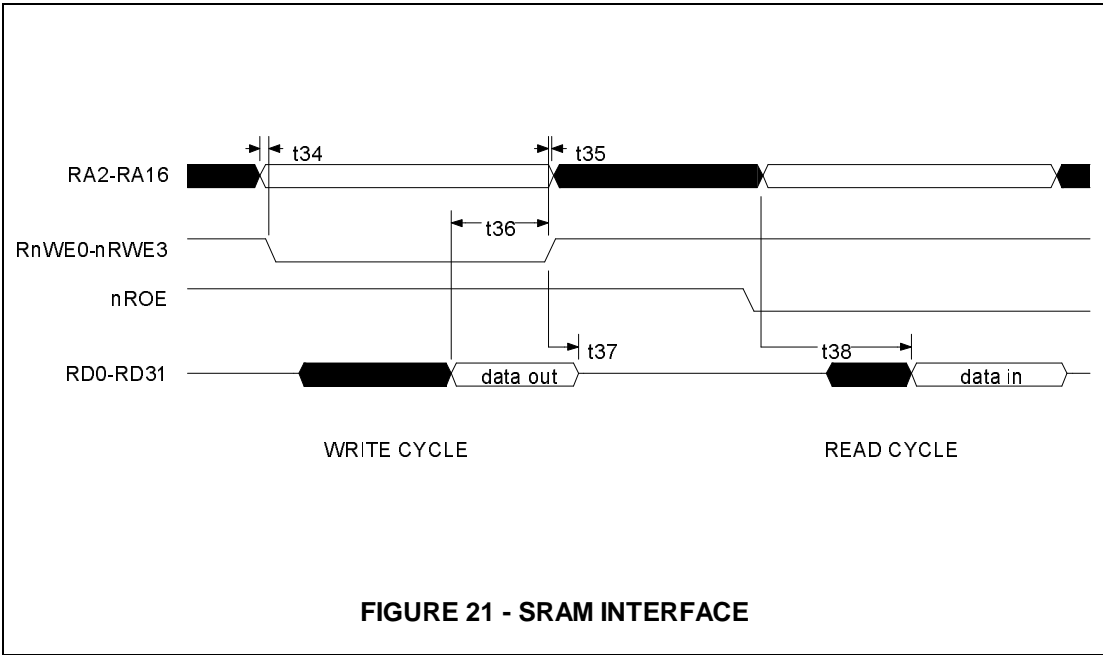 t34
t35
RA2-RA16
t36
RnWE0-nRWE3
nROE
t37
t38
RD0-RD31
data out
data in
WRITE CYCLE
READ CYCLE
FIGURE 21 - SRAM INTERFACE